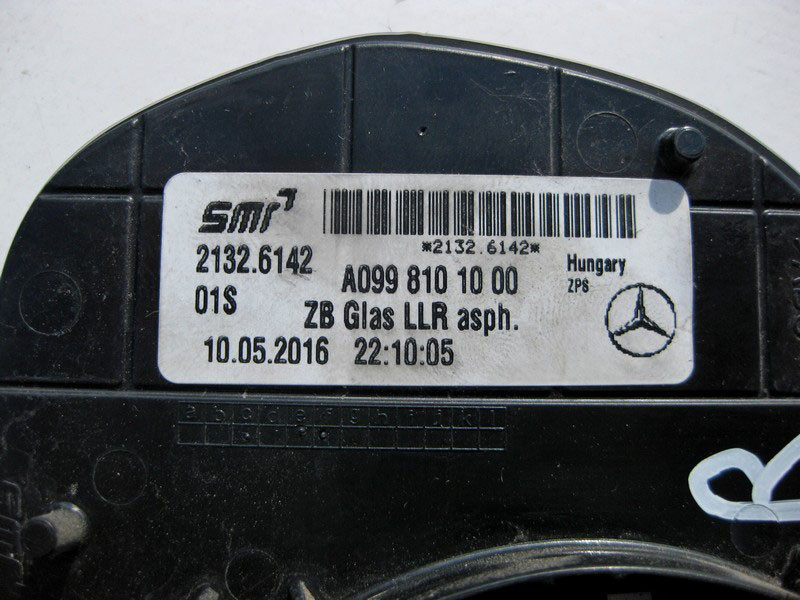 smr
*2132.6142*
2132.6142
A099 810 10 00
Hungary
ZPS
01S
ZB Glas LLR asph.
10.05.2016 22:10:05
a b c d e f g h i j k l